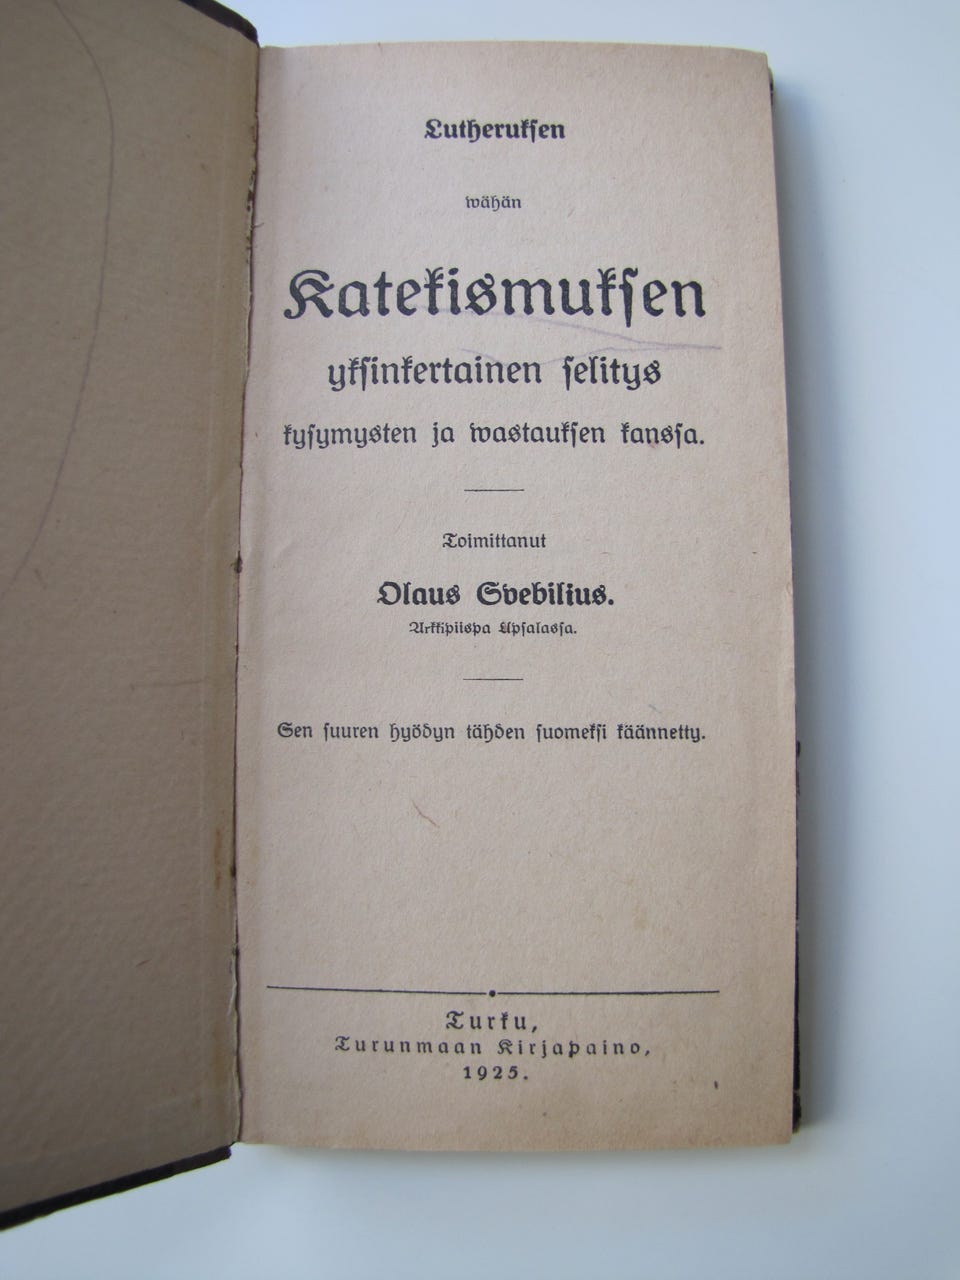 Lutheruksen
wähän
Katekismuksen
yksinkertainen selitys
kysymysten ja wastauksen kanssa.
Toimittanut
Olaus Svebilius.
Arkkipiispa Upsalassa.
Sen suuren hyödyn tähden suomeksi käännetty.
Turku,
Turunmaan Kirjapaino,
1925.